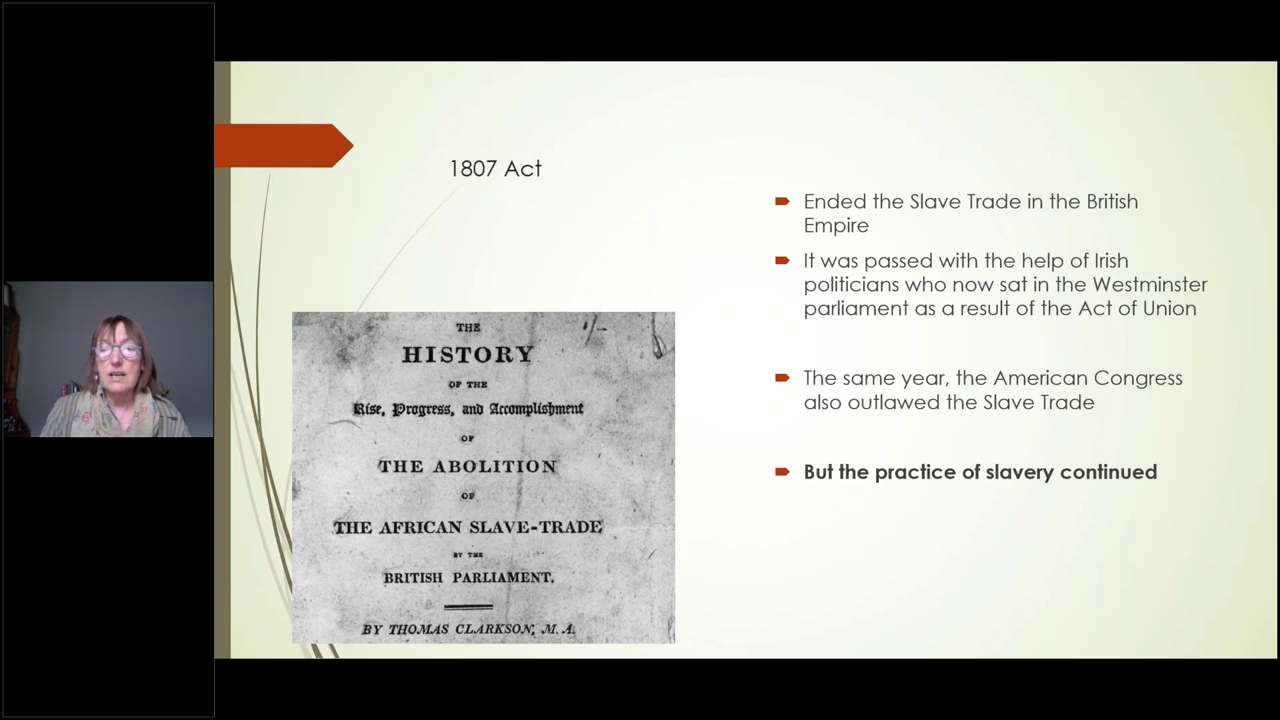 1807 Act
Ended the Slave Trade in the British
Empire
It was passed with the help of Irish
politicians who now sat in the Westminster
parliament as a result of the Act of Union
The same year, the American Congress
also outlawed the Slave Trade
But the practice of slavery continued
THE
HISTORY
OF THE
Rise, Progress, and Accomplishment
OF
THE ABOLITION
OF
THE AFRICAN SLAVE-TRADE
BY THE
BRITISH PARLIAMENT.
BY THOMAS CLARKSON, M.A.